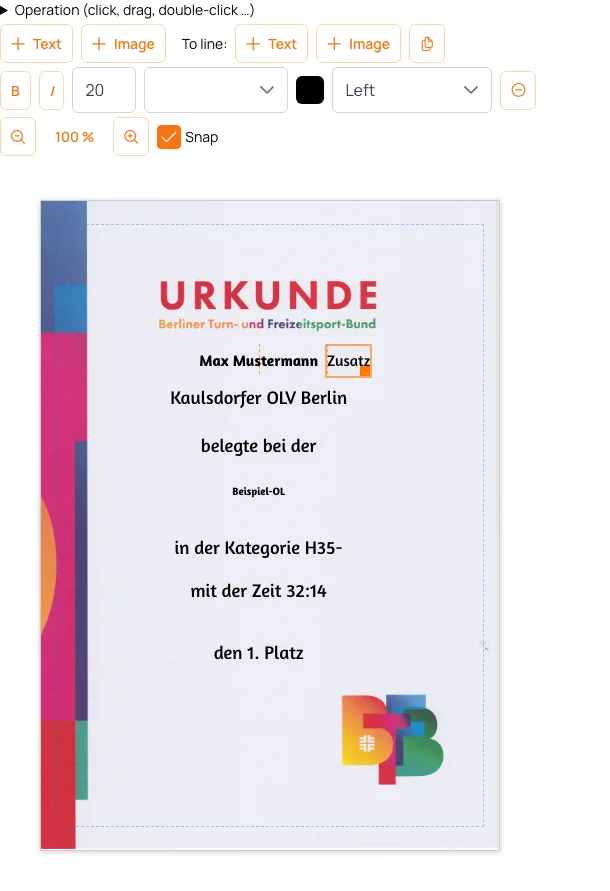 Operation (click, drag, double-click ...)
Text Image To line: Text Image
B I 20 Left
100 % Snap
URKUNDE
Berliner Turn- und Freizeitsport-Bund
Max Mustermann Zusatz
Kaulsdorfer OLV Berlin
belegte bei der
Beispiel-OL
in der Kategorie H35-
mit der Zeit 32:14
den 1. Platz
BTFB